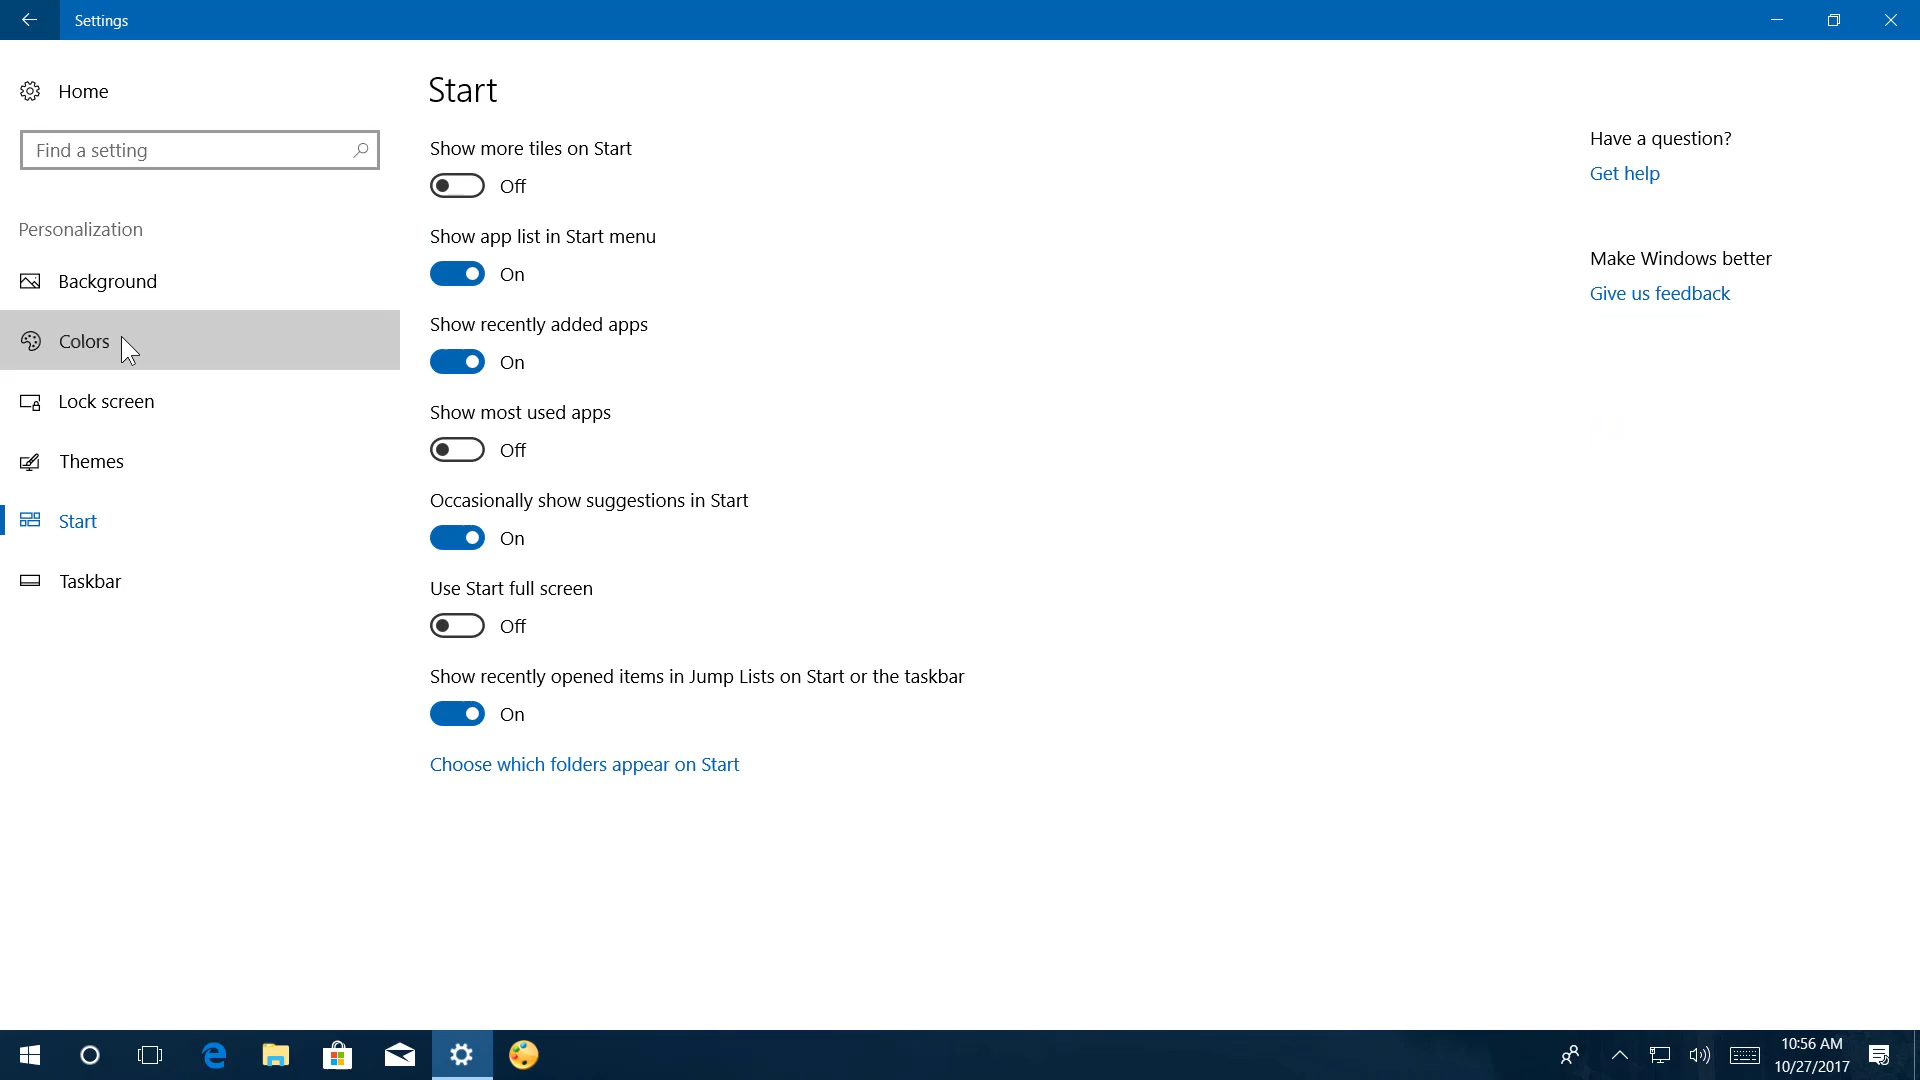 Settings
Home
Find a setting
Personalization
Background
Colors
Lock screen
Themes
Start
Taskbar
Start
Show more tiles on Start
Off
Show app list in Start menu
On
Show recently added apps
On
Show most used apps
Off
Occasionally show suggestions in Start
On
Use Start full screen
Off
Show recently opened items in Jump Lists on Start or the taskbar
On
Choose which folders appear on Start
Have a question?
Get help
Make Windows better
Give us feedback
10:56 AM
10/27/2017